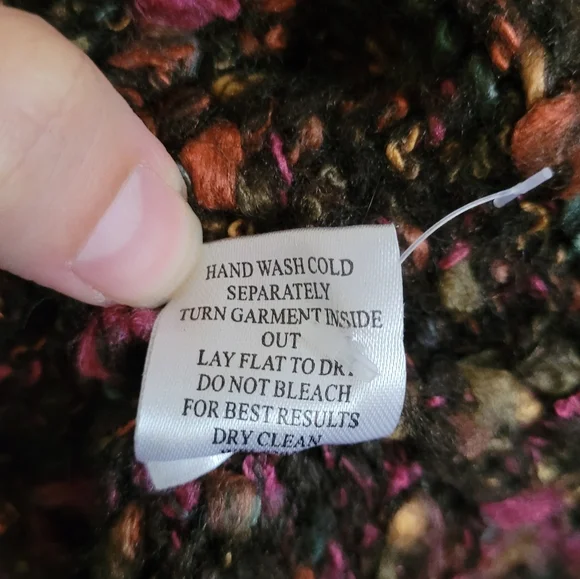 HAND WASH COLD
SEPARATELY
TURN GARMENT INSIDE
OUT
LAY FLAT TO
DO NOT BLEACH
FOR BEST RESULTS
DRY CLEAN